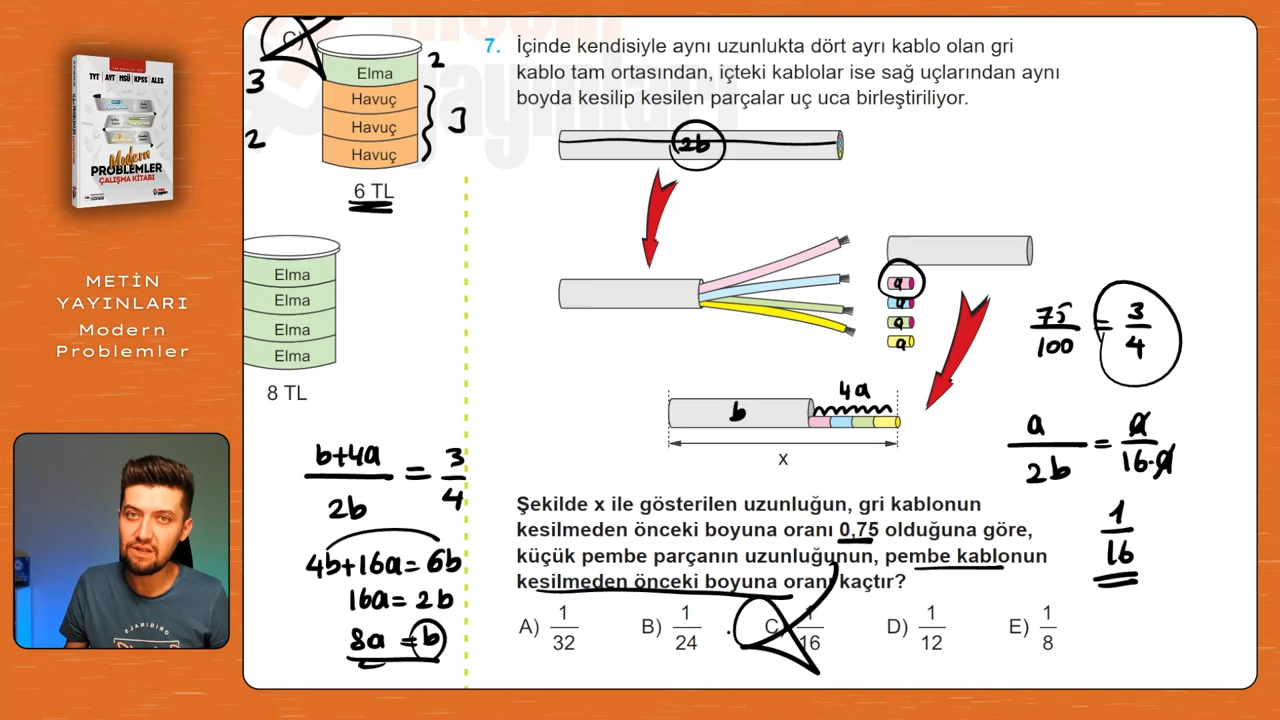 TYT | AYT | MSÜ | KPSS | ALES
Modern
PROBLEMLER
ÇALIŞMA KİTABI
METİN
YAYINLARI
Modern
Problemler
C)
3
2
Elma
Havuç
Havuç
Havuç
2
3
6 TL
Elma
Elma
Elma
Elma
8 TL
b+4a
2b
=
3
4
4b+16a=6b
16a=2b
8a=b
7. İçinde kendisiyle aynı uzunlukta dört ayrı kablo olan gri
kablo tam ortasından, içteki kablolar ise sağ uçlarından aynı
boyda kesilip kesilen parçalar uç uca birleştiriliyor.
2b
a
a
a
a
b
4a
x
75
100
=
3
4
a
2b
=
a
16.a
1
16
Şekilde x ile gösterilen uzunluğun, gri kablonun
kesilmeden önceki boyuna oranı 0,75 olduğuna göre,
küçük pembe parçanın uzunluğunun, pembe kablonun
kesilmeden önceki boyuna oranı kaçtır?
A) 1/32 B) 1/24 C) 1/16 D) 1/12 E) 1/8